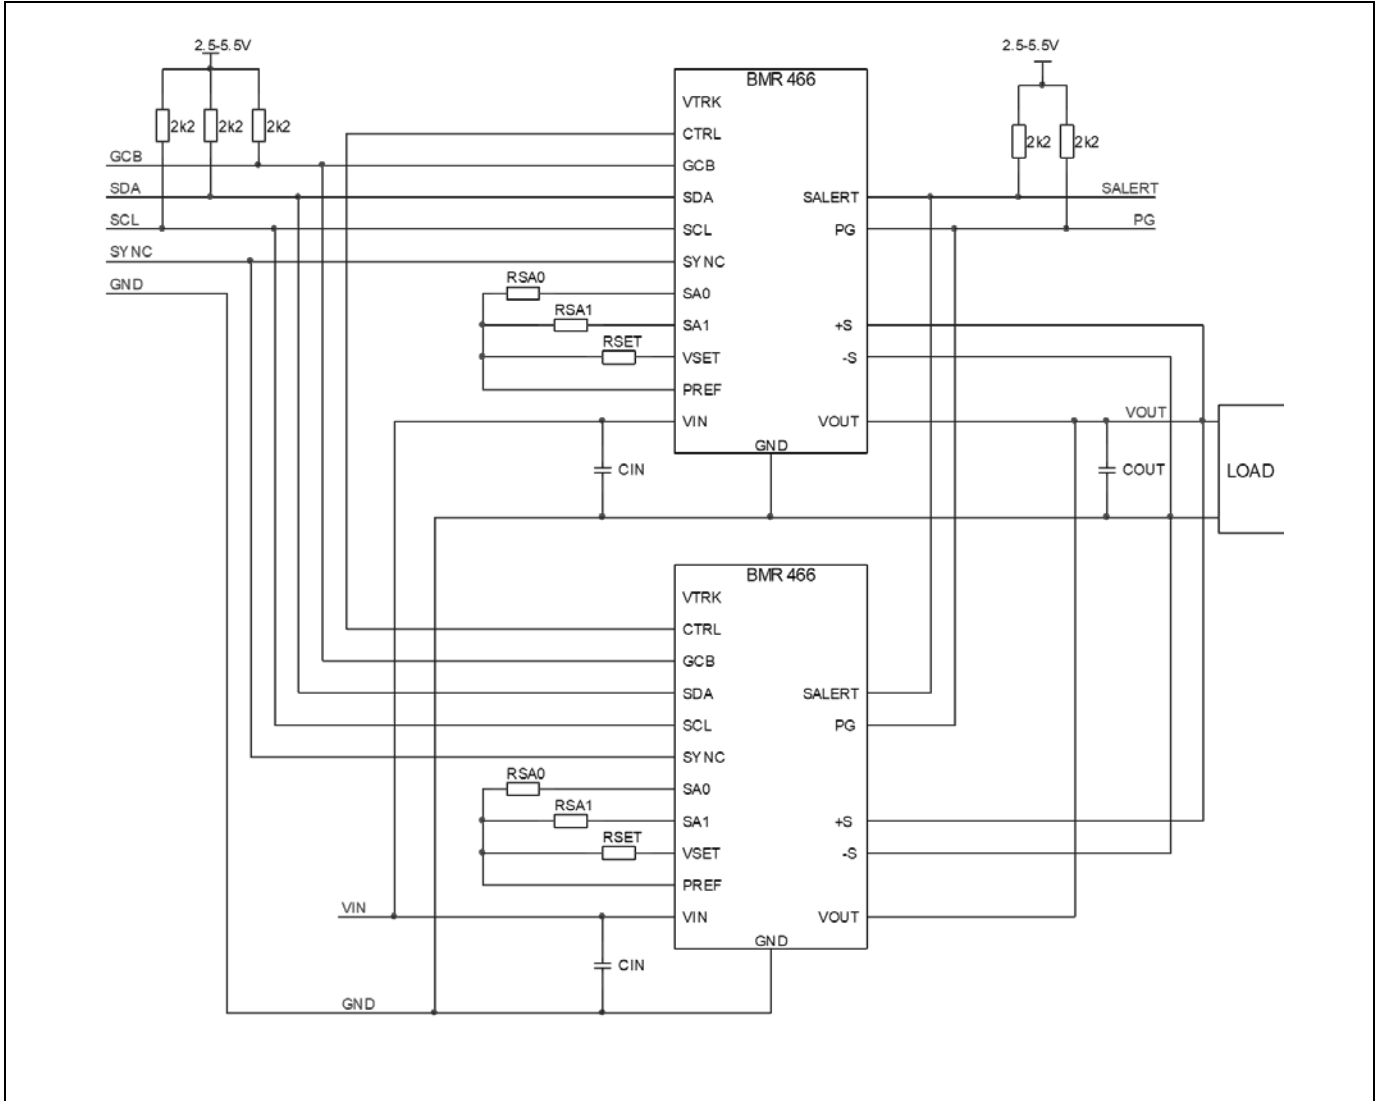 2.5-5.5V
2.5-5.5V
2k2
2k2
2k2
2k2
2k2
GCB
SDA
SCL
SYNC
GND
BMR 466
VTRK
CTRL
GCB
SDA
SCL
SYNC
SA0
SA1
VSET
PREF
VIN
GND
SALERT
PG
+S
-S
VOUT
SALERT
PG
RSA0
RSA1
RSET
CIN
VOUT
COUT
LOAD
BMR 466
VTRK
CTRL
GCB
SDA
SCL
SYNC
SA0
SA1
VSET
PREF
VIN
GND
SALERT
PG
+S
-S
VOUT
RSA0
RSA1
RSET
VIN
CIN
GND